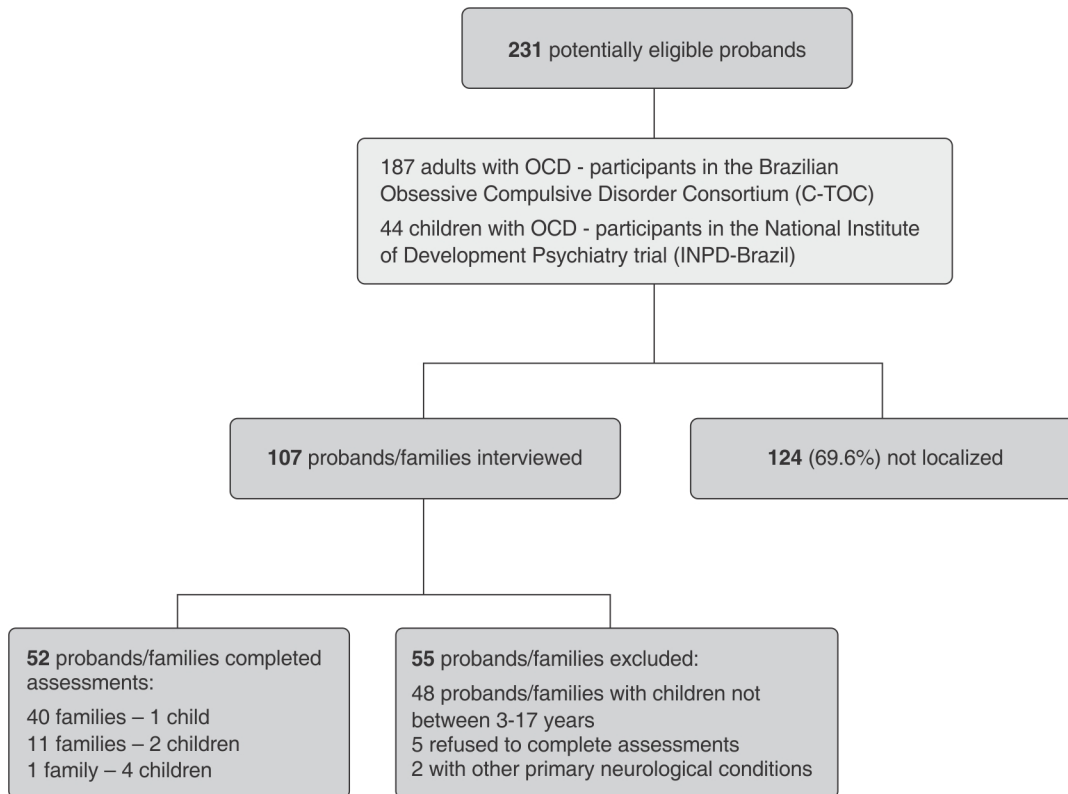 231 potentially eligible probands
187 adults with OCD - participants in the Brazilian
Obsessive Compulsive Disorder Consortium (C-TOC)
44 children with OCD - participants in the National Institute
of Development Psychiatry trial (INPD-Brazil)
107 probands/families interviewed
124 (69.6%) not localized
52 probands/families completed
assessments:
40 families – 1 child
11 families – 2 children
1 family – 4 children
55 probands/families excluded:
48 probands/families with children not
between 3-17 years
5 refused to complete assessments
2 with other primary neurological conditions